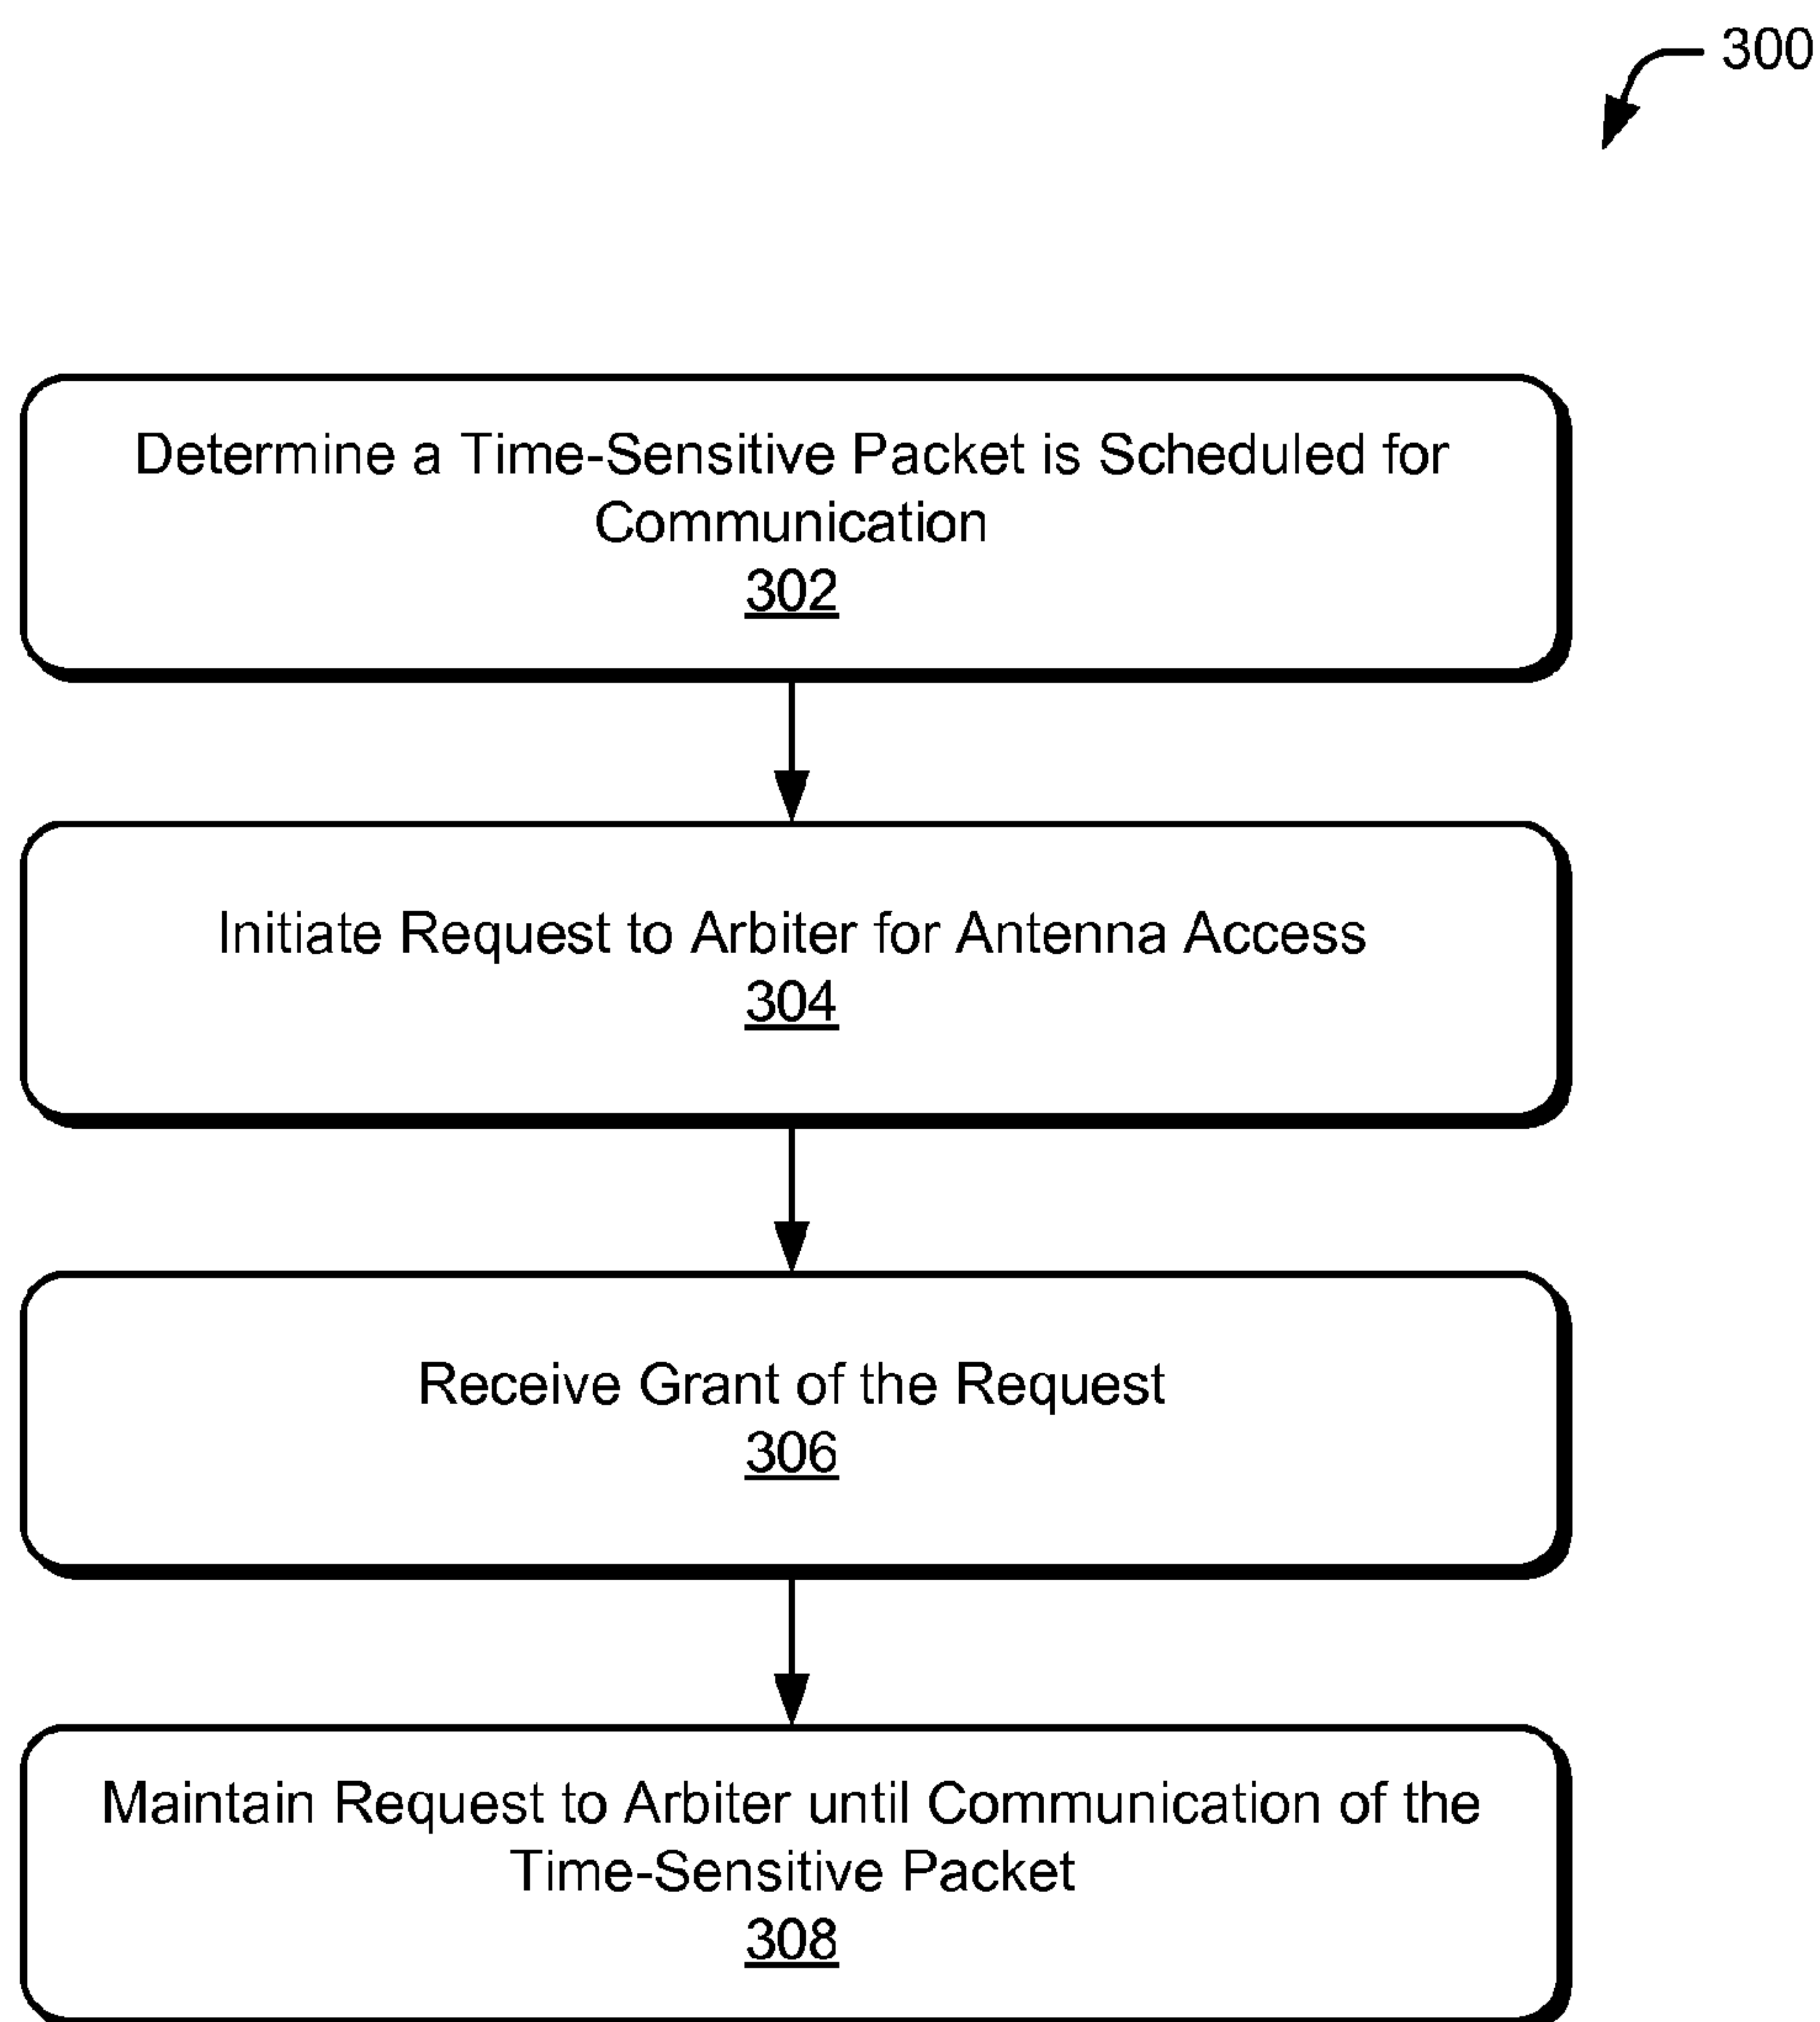 300
Determine a Time-Sensitive Packet is Scheduled for
Communication
302
Initiate Request to Arbiter for Antenna Access
304
Receive Grant of the Request
306
Maintain Request to Arbiter until Communication of the
Time-Sensitive Packet
308